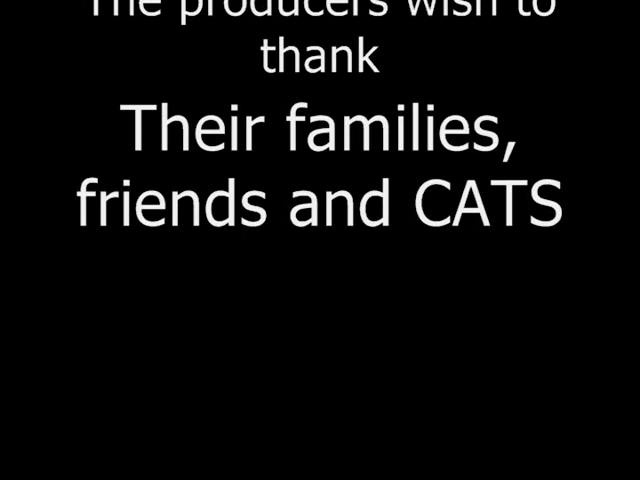 The producers wish to
thank
Their families,
friends and CATS